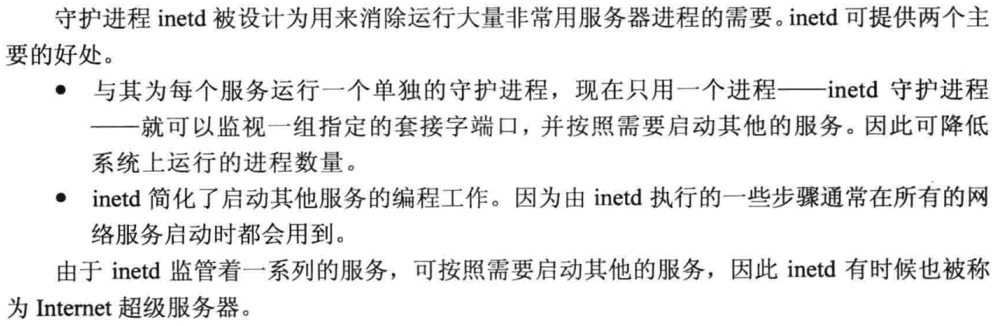 守护进程 inetd 被设计为用来消除运行大量非常用服务器进程的需要。inetd 可提供两个主
要的好处。
● 与其为每个服务运行一个单独的守护进程，现在只用一个进程——inetd 守护进程
——就可以监视一组指定的套接字端口，并按照需要启动其他的服务。因此可降低
系统上运行的进程数量。
● inetd 简化了启动其他服务的编程工作。因为由 inetd 执行的一些步骤通常在所有的网
络服务启动时都会用到。
由于 inetd 监管着一系列的服务，可按照需要启动其他的服务，因此 inetd 有时候也被称
为 Internet 超级服务器。